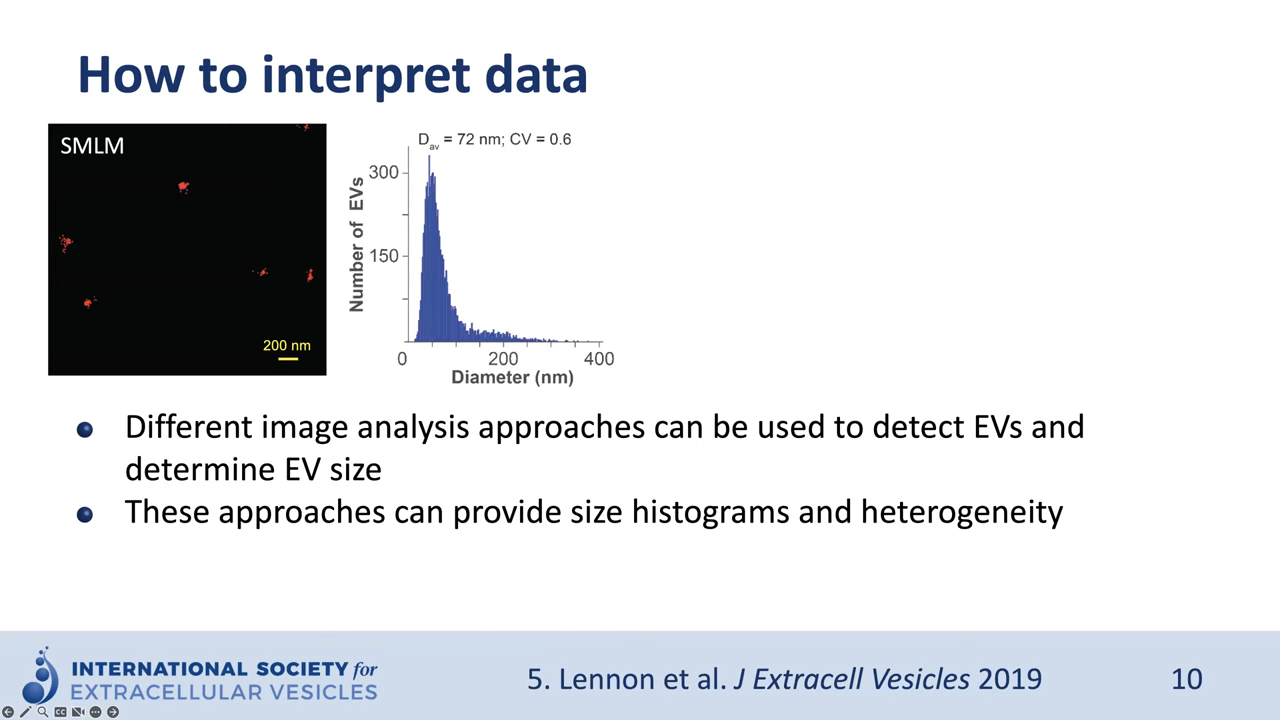 How to interpret data
SMLM
200 nm
Dav = 72 nm; CV = 0.6
Number of EVs
300
150
0
200
400
Diameter (nm)
Different image analysis approaches can be used to detect EVs and
determine EV size
These approaches can provide size histograms and heterogeneity
INTERNATIONAL SOCIETY for
EXTRACELLULAR VESICLES
5. Lennon et al. J Extracell Vesicles 2019
10